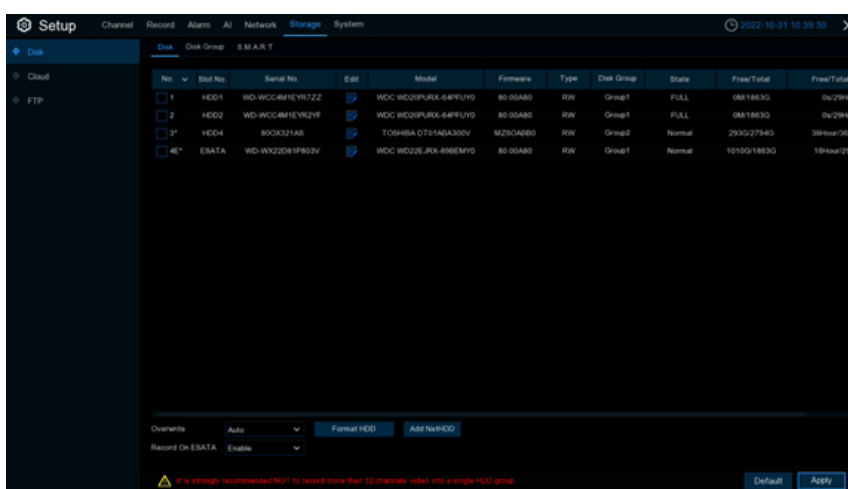 Setup Channel Record Alarm AI Network Storage System 2022-10-31 10:39:30
Disk Disk Disk Group S.M.A.R.T
Cloud
FTP
No. Slot No. Serial No. Edit Model Firmware Type Disk Group State Free/Total Free/Total
1 HDD1 WD-WCC4M1EYR7ZZ WDC WD20PURX-64PFUY0 80.00A80 RW Group1 FULL 0M/1863G
2 HDD2 WD-WCC4M1EYR2YF WDC WD20PURX-64PFUY0 80.00A80 RW Group1 FULL 0M/1863G
3* HDD4 80OX321AS TOSHIBA DT01ABA300V MZ6OABB0 RW Group2 Normal 293G/2794G
4E* ESATA WD-WX22D81P803V WDC WD22EJRX-89BEMY0 80.00A80 RW Group1 Normal 1010G/1863G
Overwrite Auto Format HDD Add NetHDD
Record On ESATA Enable
It is strongly recommended NOT to record more than 32 channels' video into a single HDD group. Default Apply